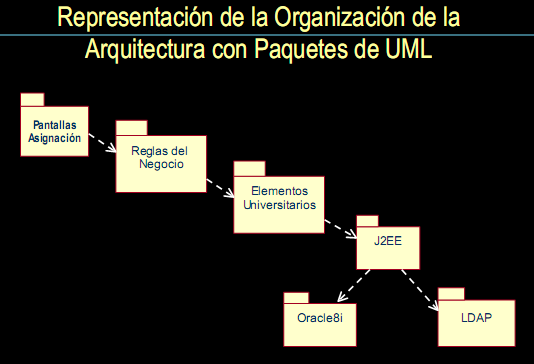 Representación de la Organización de la
Arquitectura con Paquetes de UML
Pantallas
Asignación
Reglas del
Negocio
Elementos
Universitarios
J2EE
Oracle8i
LDAP